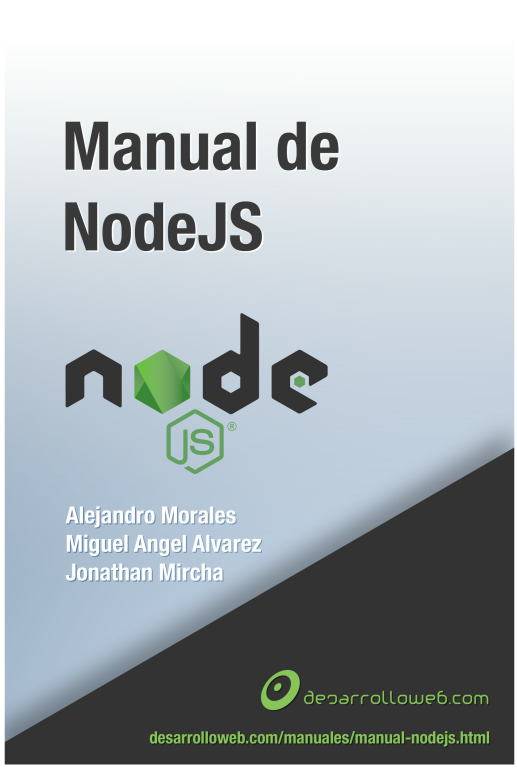 Manual de
NodeJS
node
JS®
Alejandro Morales
Miguel Angel Alvarez
Jonathan Mircha
desarrolloweb.com
desarrolloweb.com/manuales/manual-nodejs.html